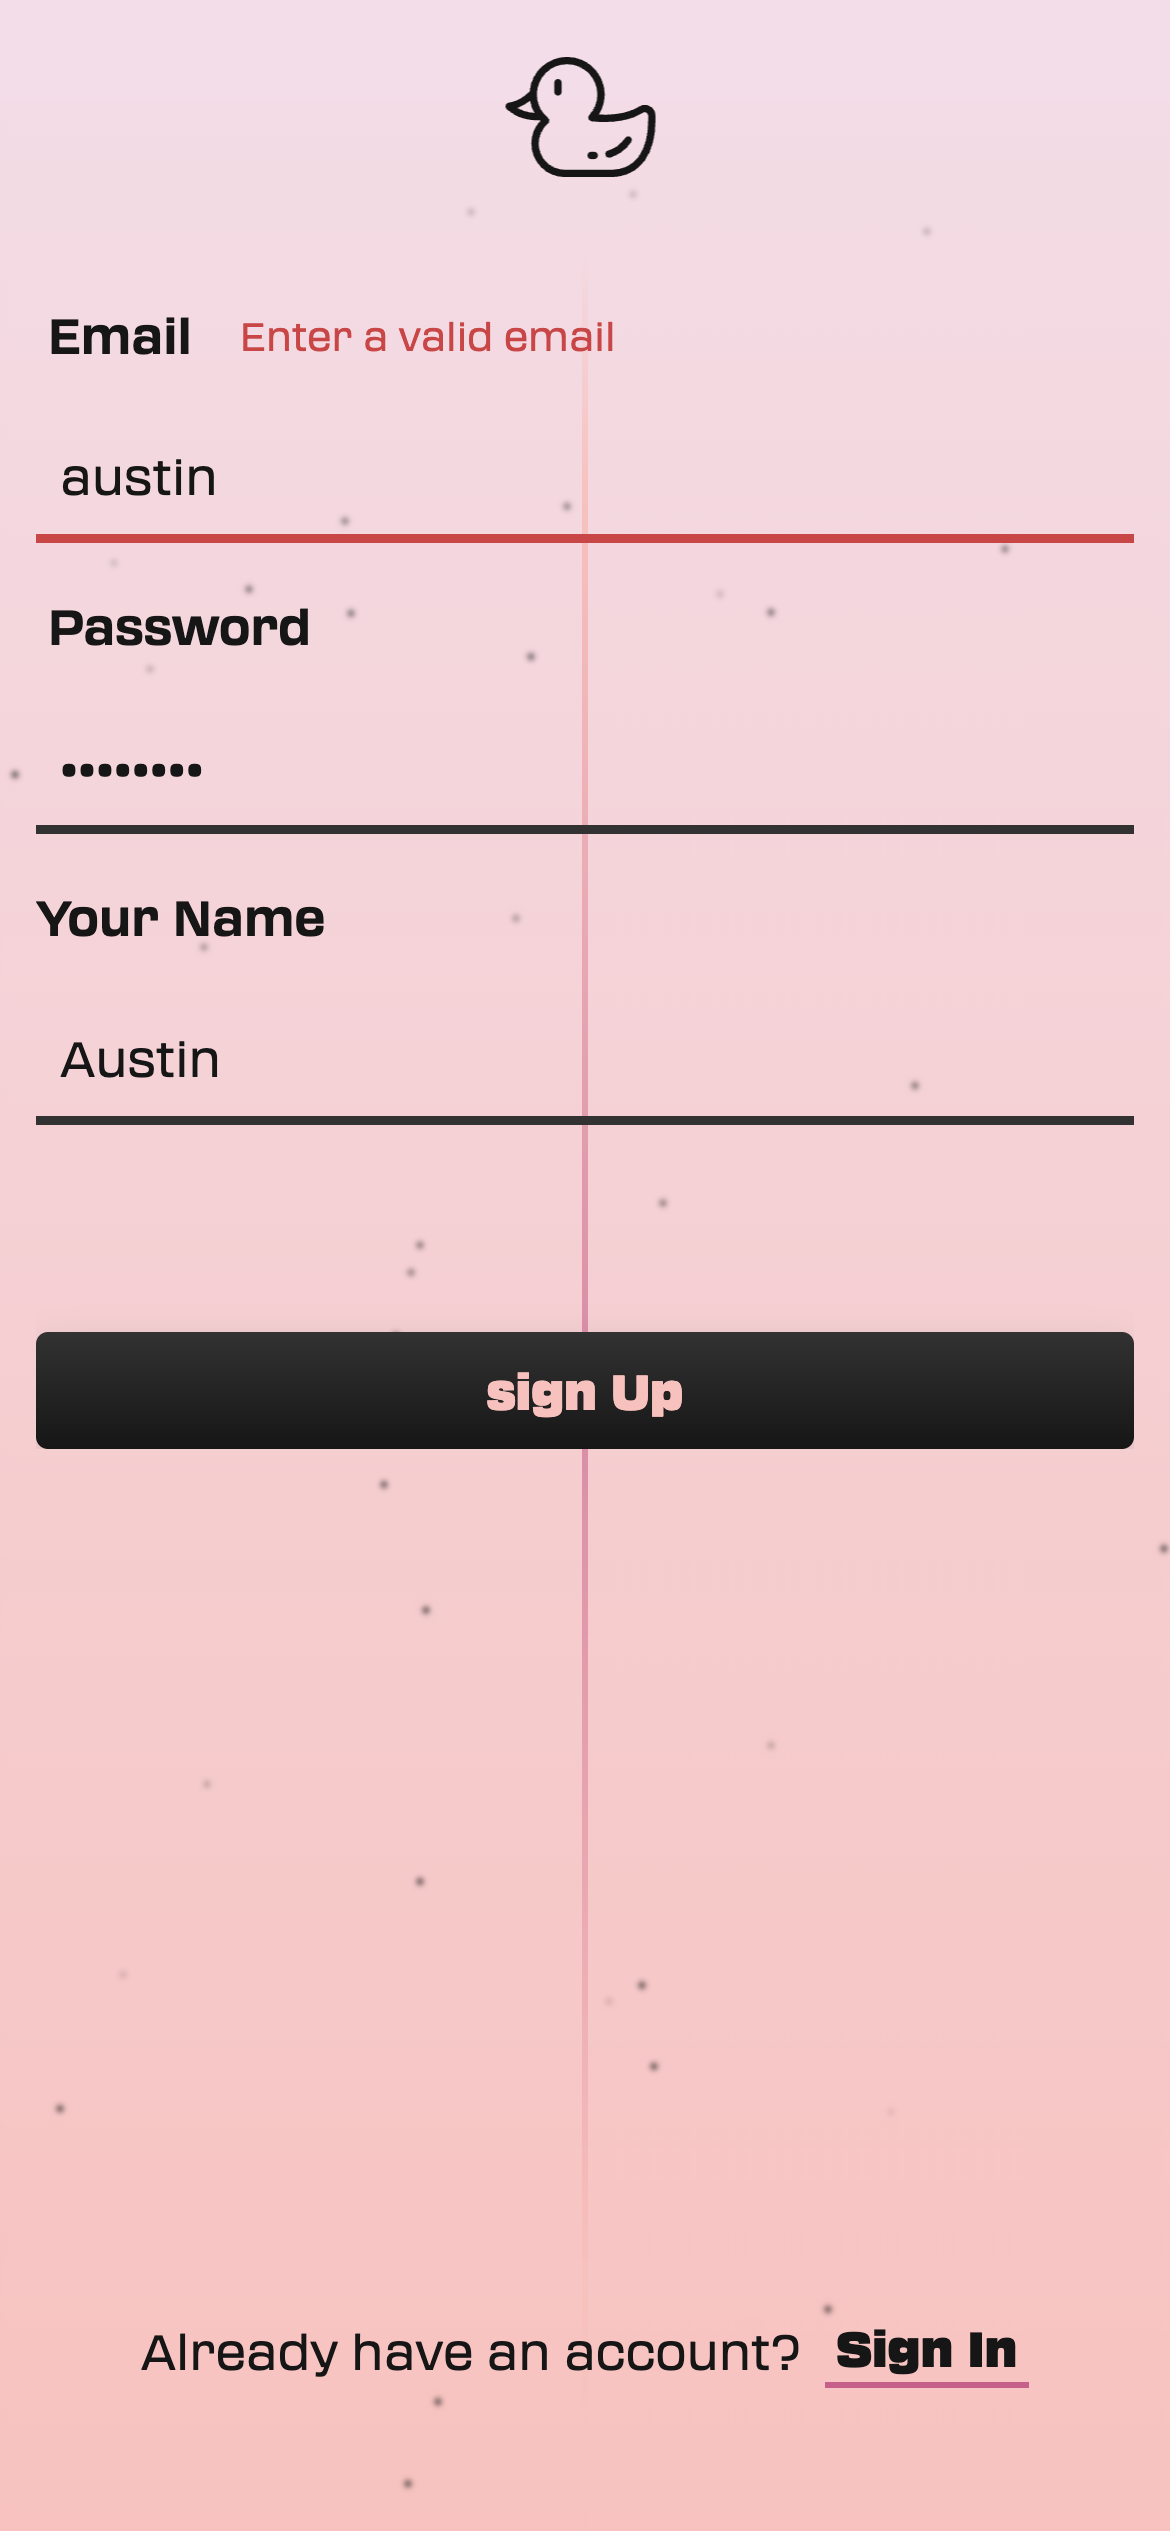 Email Enter a valid email
austin
Password
••••••••
Your Name
Austin
sign Up
Already have an account? Sign In